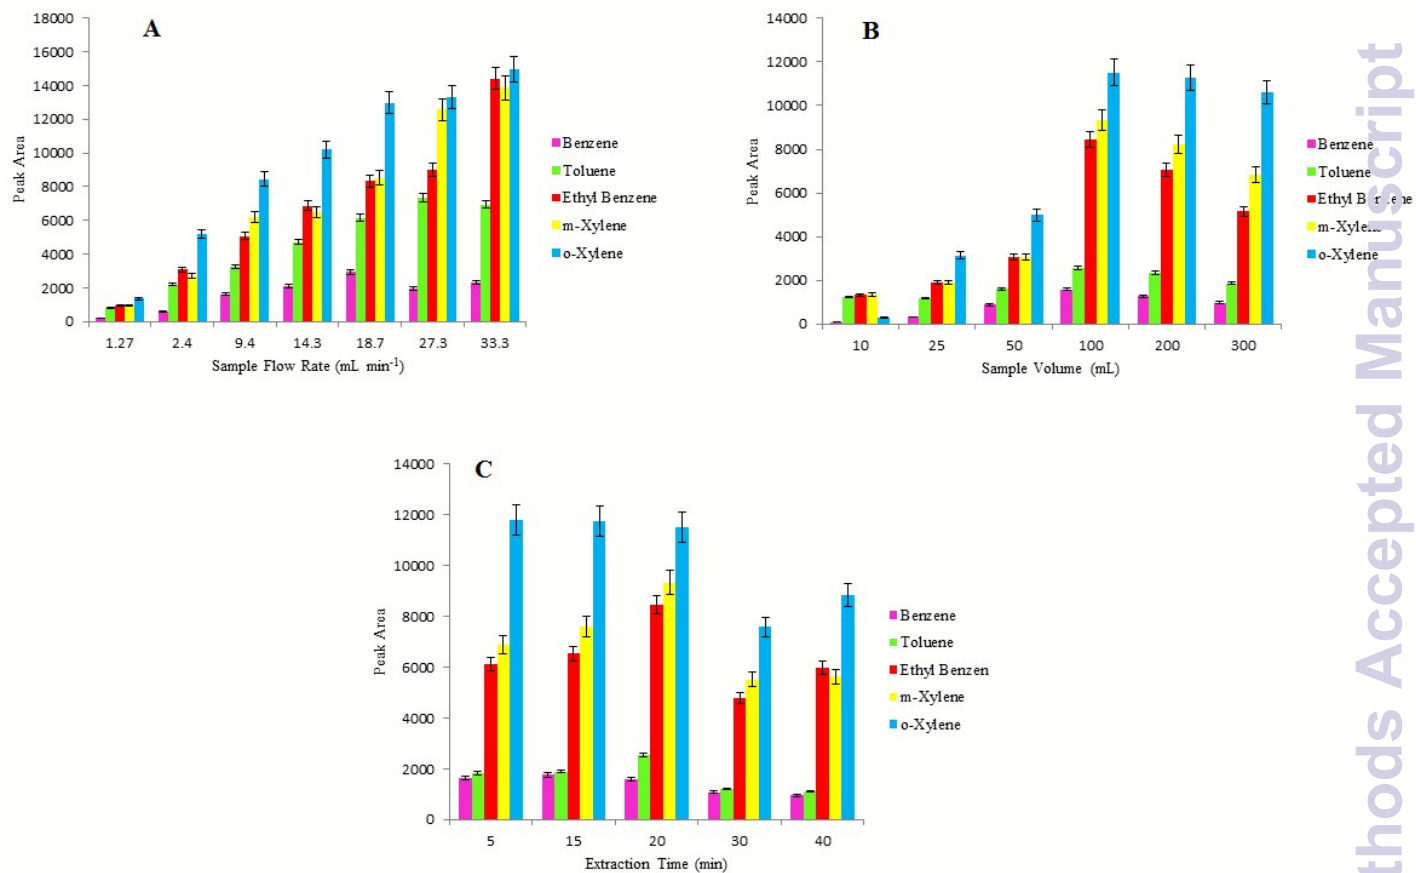 A
18000
16000
14000
12000
10000
8000
6000
4000
2000
0
Peak Area
1.27 2.4 9.4 14.3 18.7 27.3 33.3
Sample Flow Rate (mL min-1)
Benzene
Toluene
Ethyl Benzene
m-Xylene
o-Xylene
B
14000
12000
10000
8000
6000
4000
2000
0
Peak Area
10 25 50 100 200 300
Sample Volume (mL)
Benzene
Toluene
Ethyl Benzene
m-Xylene
o-Xylene
C
14000
12000
10000
8000
6000
4000
2000
0
Peak Area
5 15 20 30 40
Extraction Time (min)
Benzene
Toluene
Ethyl Benzen
m-Xylene
o-Xylene
thods Accepted Manuscript